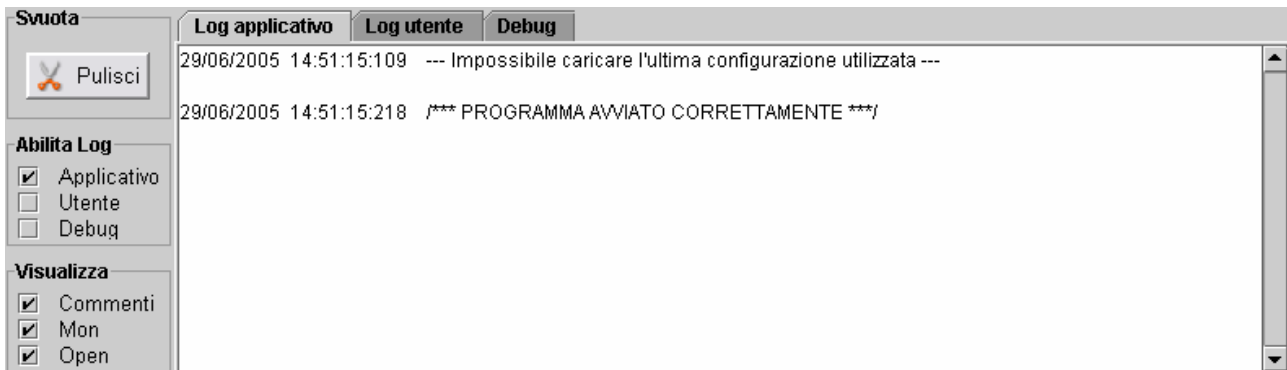 Svuota
Pulisci
Abilita Log
Applicativo
Utente
Debug
Visualizza
Commenti
Mon
Open
Log applicativo Log utente Debug
29/06/2005 14:51:15:109 --- Impossibile caricare l'ultima configurazione utilizzata ---
29/06/2005 14:51:15:218 /*** PROGRAMMA AVVIATO CORRETTAMENTE ***/